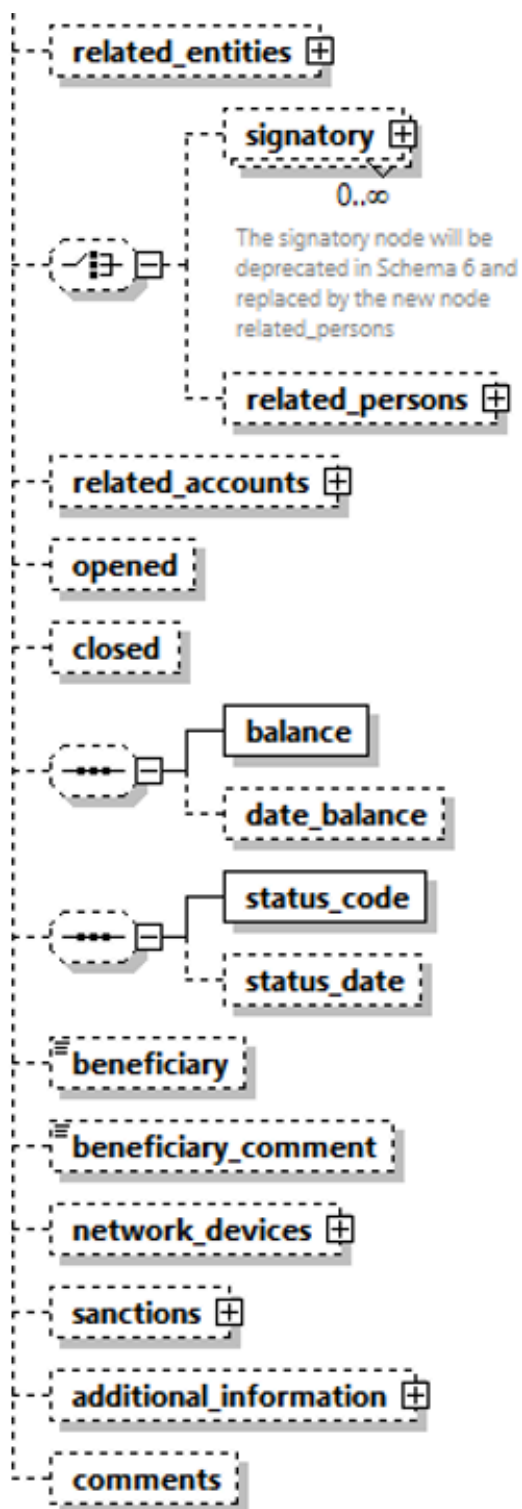 related_entities
signatory
0..∞
The signatory node will be
deprecated in Schema 6 and
replaced by the new node
related_persons
related_persons
related_accounts
opened
closed
balance
date_balance
status_code
status_date
beneficiary
beneficiary_comment
network_devices
sanctions
additional_information
comments